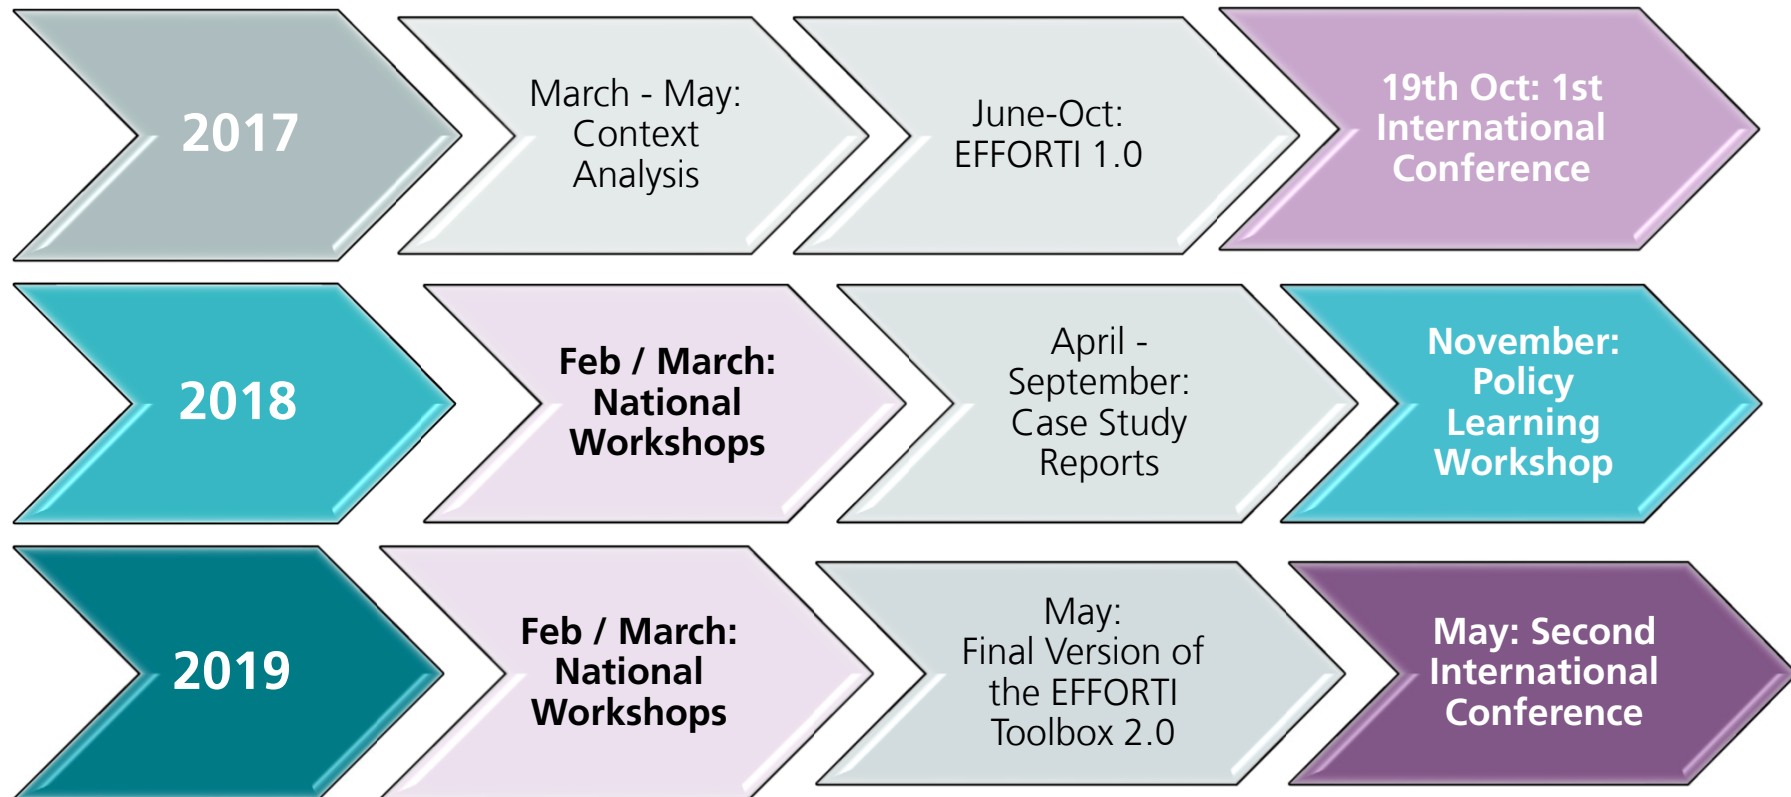 2017
March - May:
Context
Analysis
June-Oct:
EFFORTI 1.0
19th Oct: 1st
International
Conference
2018
Feb / March:
National
Workshops
April -
September:
Case Study
Reports
November:
Policy
Learning
Workshop
2019
Feb / March:
National
Workshops
May:
Final Version of
the EFFORTI
Toolbox 2.0
May: Second
International
Conference